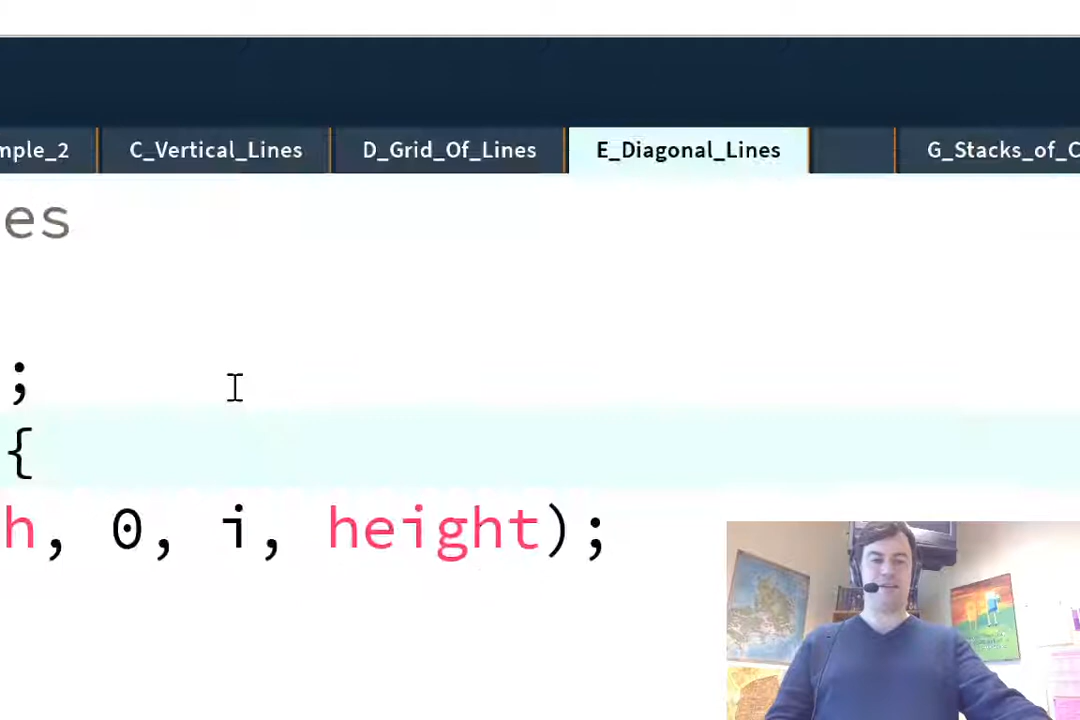 mple_2 C_Vertical_Lines D_Grid_Of_Lines E_Diagonal_Lines G_Stacks_of_C
es
;
{
h, 0, i, height);